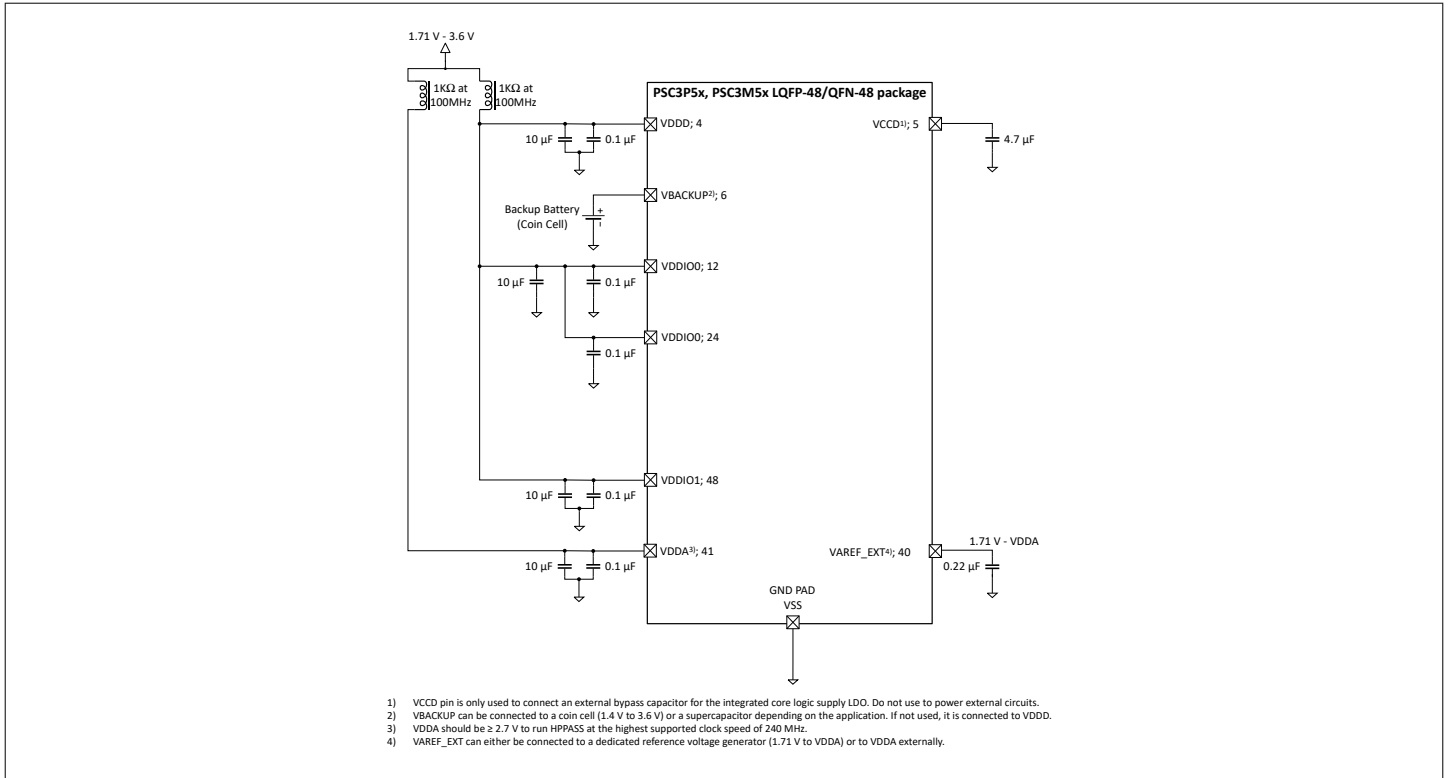 1.71 V - 3.6 V
1KΩ at
100MHz
1KΩ at
100MHz
PSC3P5x, PSC3M5x LQFP-48/QFN-48 package
VDDD; 4
VCCD1); 5
10 µF
0.1 µF
4.7 µF
VBACKUP2); 6
Backup Battery
(Coin Cell)
+
-
VDDIO0; 12
10 µF
0.1 µF
VDDIO0; 24
0.1 µF
VDDIO1; 48
10 µF
0.1 µF
VDDA3); 41
VAREF_EXT4); 40
1.71 V - VDDA
10 µF
0.1 µF
0.22 µF
GND PAD
VSS
1) VCCD pin is only used to connect an external bypass capacitor for the integrated core logic supply LDO. Do not use to power external circuits.
2) VBACKUP can be connected to a coin cell (1.4 V to 3.6 V) or a supercapacitor depending on the application. If not used, it is connected to VDDD.
3) VDDA should be ≥ 2.7 V to run HPPASS at the highest supported clock speed of 240 MHz.
4) VAREF_EXT can either be connected to a dedicated reference voltage generator (1.71 V to VDDA) or to VDDA externally.